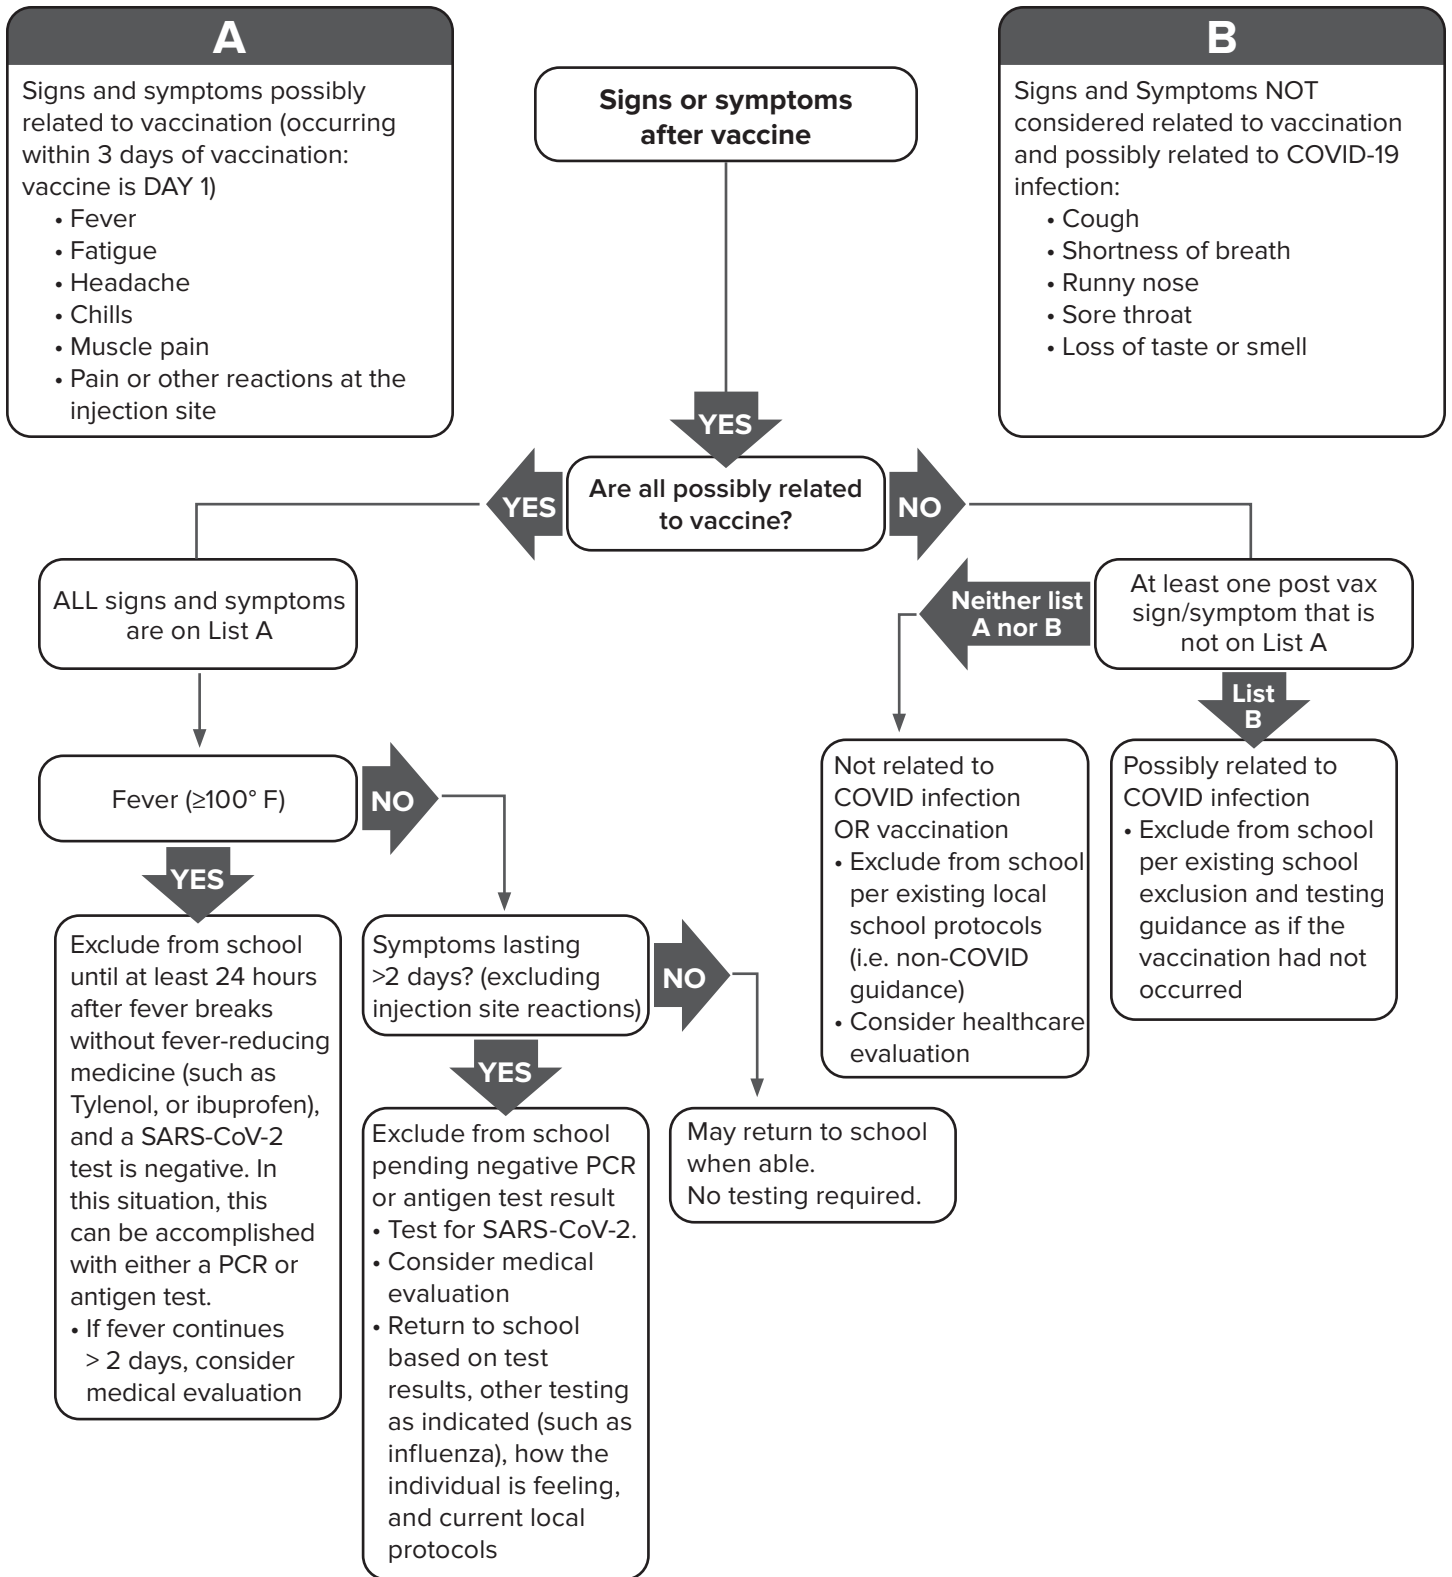 A
Signs and symptoms possibly
related to vaccination (occurring
within 3 days of vaccination:
vaccine is DAY 1)
• Fever
• Fatigue
• Headache
• Chills
• Muscle pain
• Pain or other reactions at the
injection site
Signs or symptoms
after vaccine
B
Signs and Symptoms NOT
considered related to vaccination
and possibly related to COVID-19
infection:
• Cough
• Shortness of breath
• Runny nose
• Sore throat
• Loss of taste or smell
YES
Are all possibly related
to vaccine?
YES
NO
ALL signs and symptoms
are on List A
Neither list
A nor B
At least one post vax
sign/symptom that is
not on List A
List
B
Fever (≥100° F)
NO
YES
Not related to
COVID infection
OR vaccination
• Exclude from school
per existing local
school protocols
(i.e. non-COVID
guidance)
• Consider healthcare
evaluation
Possibly related to
COVID infection
• Exclude from school
per existing school
exclusion and testing
guidance as if the
vaccination had not
occurred
Exclude from school
until at least 24 hours
after fever breaks
without fever-reducing
medicine (such as
Tylenol, or ibuprofen),
and a SARS-CoV-2
test is negative. In
this situation, this
can be accomplished
with either a PCR or
antigen test.
• If fever continues
> 2 days, consider
medical evaluation
Symptoms lasting
>2 days? (excluding
injection site reactions)
NO
YES
Exclude from school
pending negative PCR
or antigen test result
• Test for SARS-CoV-2.
• Consider medical
evaluation
• Return to school
based on test
results, other testing
as indicated (such as
influenza), how the
individual is feeling,
and current local
protocols
May return to school
when able.
No testing required.